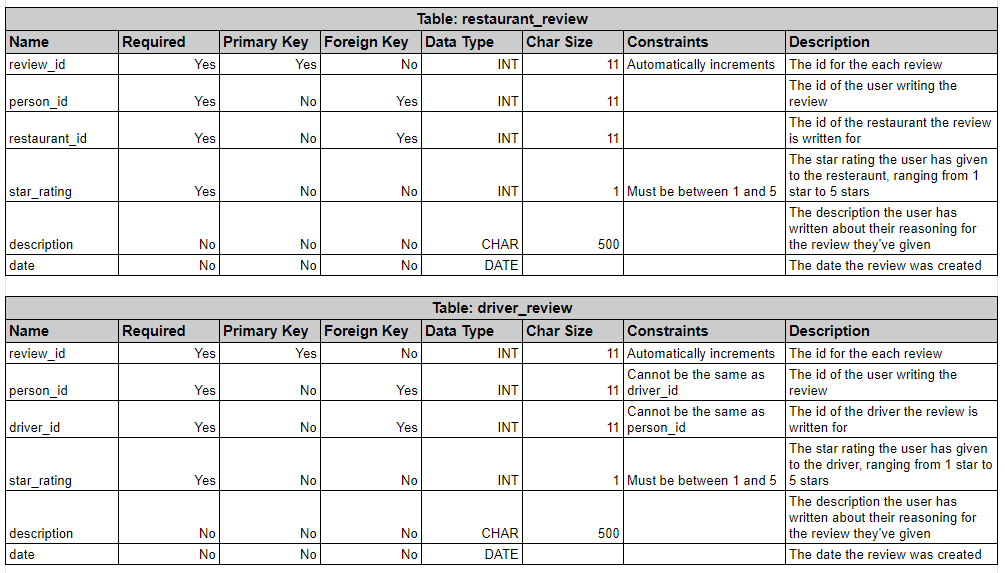 Table: restaurant_review
Name Required Primary Key Foreign Key Data Type Char Size Constraints Description
review_id Yes Yes No INT 11 Automatically increments The id for the each review
person_id Yes No Yes INT 11 The id of the user writing the
review
restaurant_id Yes No Yes INT 11 The id of the restaurant the review
is written for
star_rating Yes No No INT 1 Must be between 1 and 5 The star rating the user has given
to the resteraunt, ranging from 1
star to 5 stars
description No No No CHAR 500 The description the user has
written about their reasoning for
the review they've given
date No No No DATE The date the review was created
Table: driver_review
Name Required Primary Key Foreign Key Data Type Char Size Constraints Description
review_id Yes Yes No INT 11 Automatically increments The id for the each review
person_id Yes No Yes INT 11 Cannot be the same as
driver_id The id of the user writing the
review
driver_id Yes No Yes INT 11 Cannot be the same as
person_id The id of the driver the review is
written for
star_rating Yes No No INT 1 Must be between 1 and 5 The star rating the user has given
to the driver, ranging from 1 star to
5 stars
description No No No CHAR 500 The description the user has
written about their reasoning for
the review they've given
date No No No DATE The date the review was created